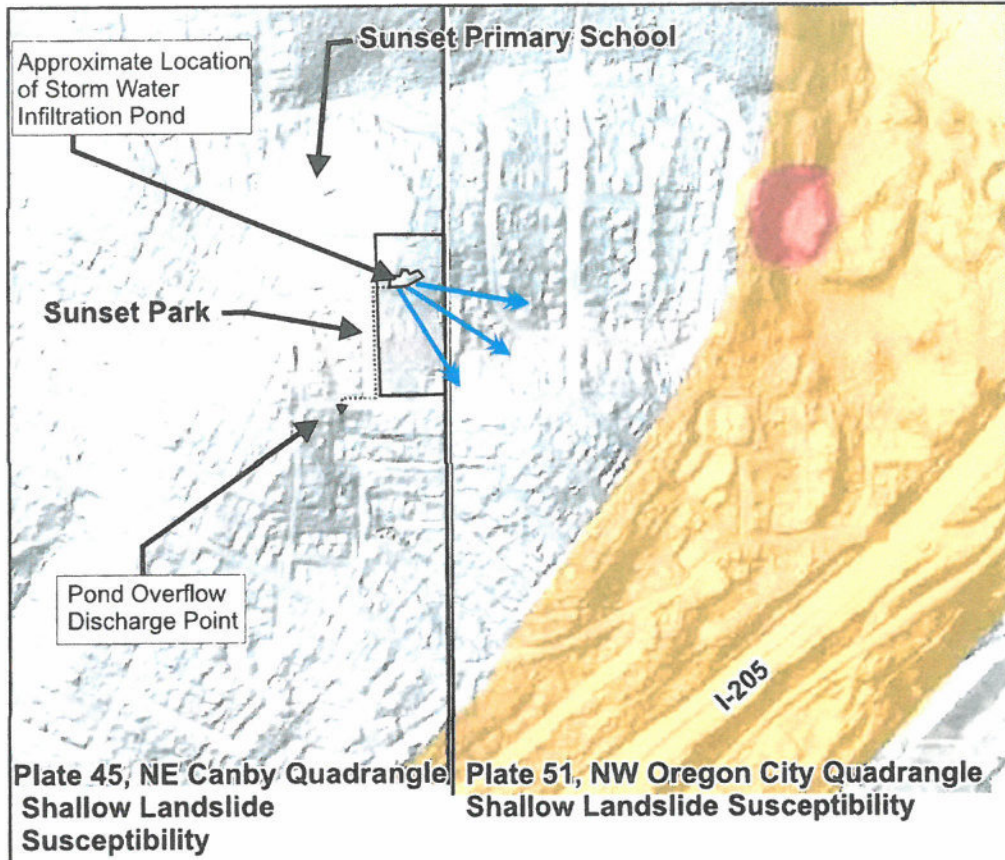 Sunset Primary School
Approximate Location
of Storm Water
Infiltration Pond
Sunset Park
Pond Overflow
Discharge Point
I-205
Plate 45, NE Canby Quadrangle
Shallow Landslide
Susceptibility
Plate 51, NW Oregon City Quadrangle
Shallow Landslide Susceptibility